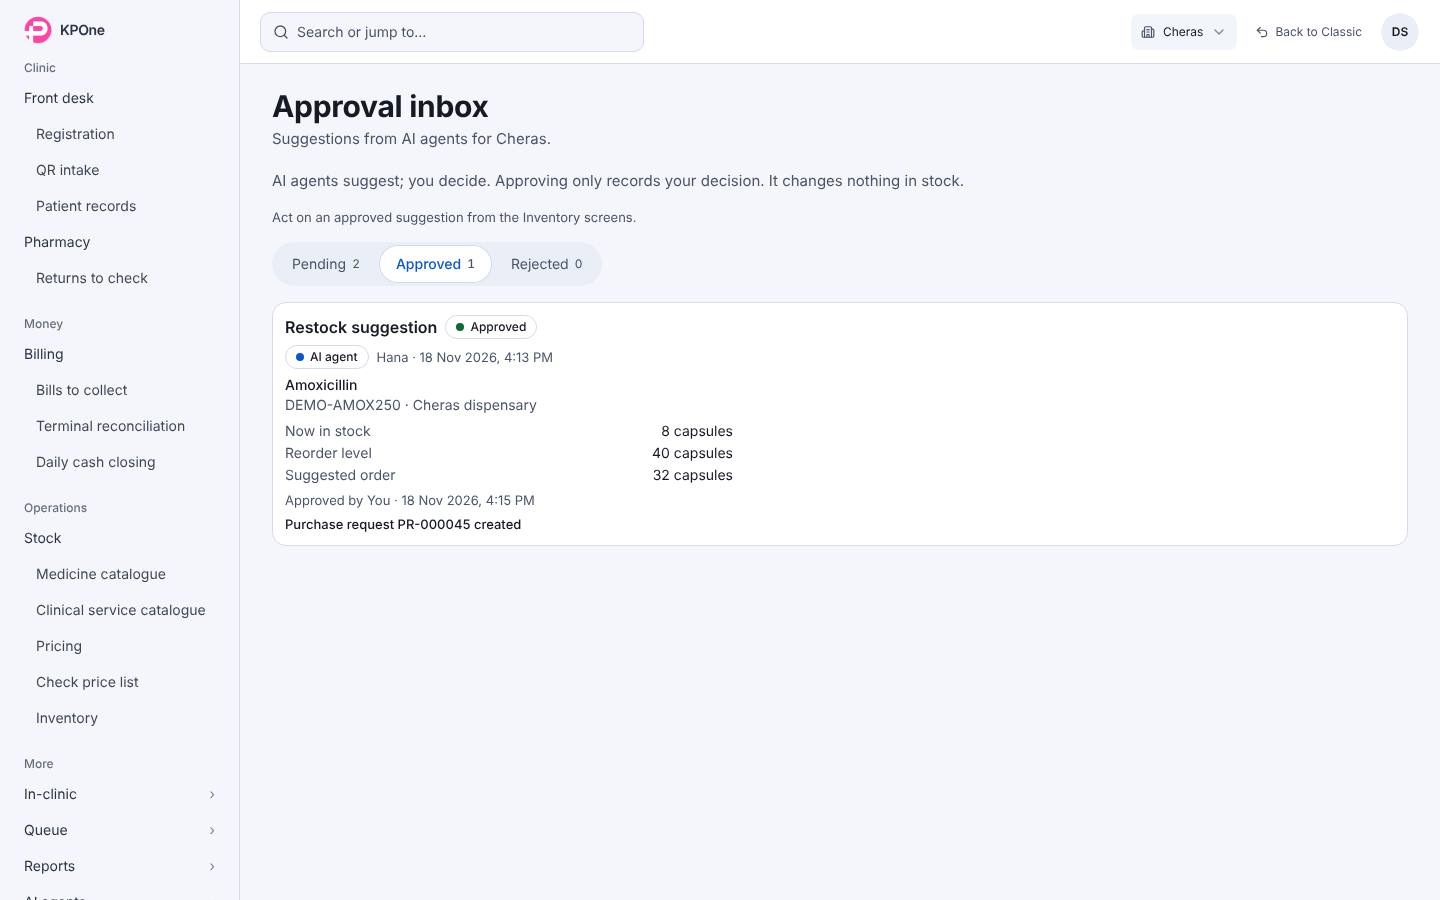 KPOne
Search or jump to...
Cheras
Back to Classic
DS
Clinic
Front desk
Registration
QR intake
Patient records
Pharmacy
Returns to check
Money
Billing
Bills to collect
Terminal reconciliation
Daily cash closing
Operations
Stock
Medicine catalogue
Clinical service catalogue
Pricing
Check price list
Inventory
More
In-clinic
Queue
Reports
AI agents
Approval inbox
Suggestions from AI agents for Cheras.
AI agents suggest; you decide. Approving only records your decision. It changes nothing in stock.
Act on an approved suggestion from the Inventory screens.
Pending 2
Approved 1
Rejected 0
Restock suggestion Approved
AI agent Hana · 18 Nov 2026, 4:13 PM
Amoxicillin
DEMO-AMOX250 · Cheras dispensary
Now in stock 8 capsules
Reorder level 40 capsules
Suggested order 32 capsules
Approved by You · 18 Nov 2026, 4:15 PM
Purchase request PR-000045 created